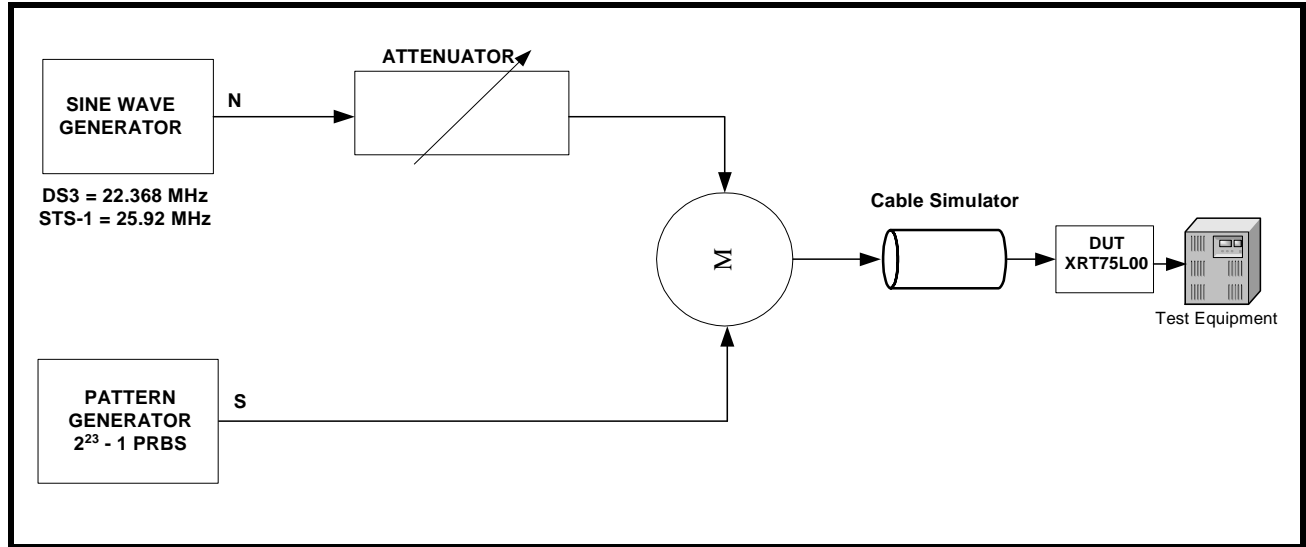 ATTENUATOR
SINE WAVE
GENERATOR
N
DS3 = 22.368 MHz
STS-1 = 25.92 MHz
M
Cable Simulator
DUT
XRT75L00
Test Equipment
PATTERN
GENERATOR
2²³ - 1 PRBS
S